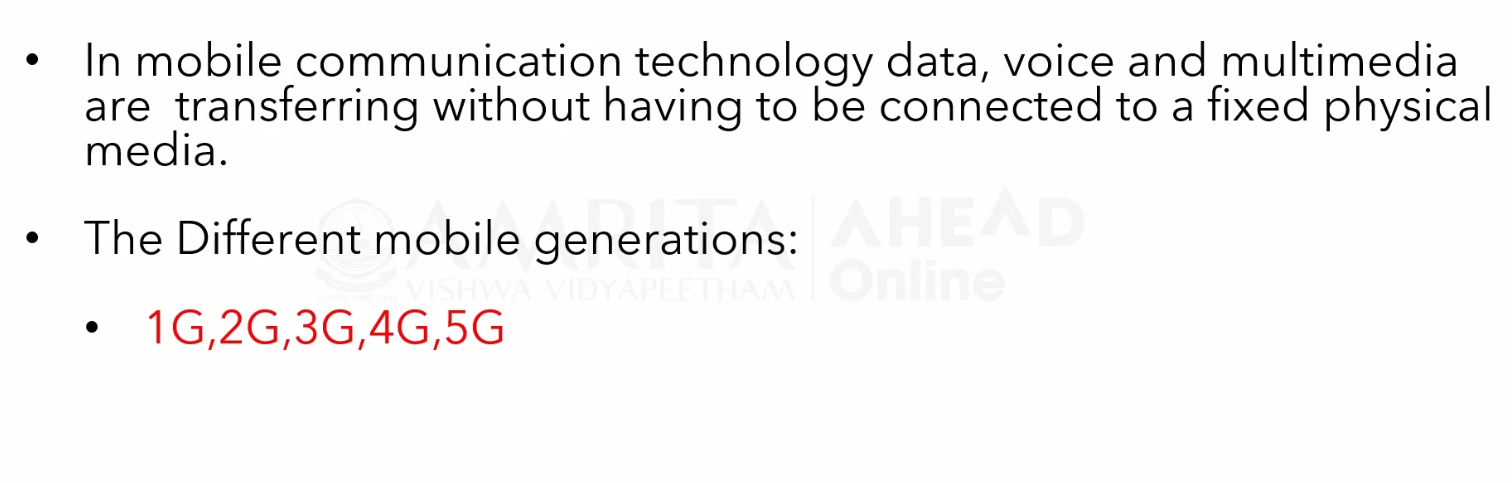 • In mobile communication technology data, voice and multimedia
are  transferring without having to be connected to a fixed physical
media.
• The Different mobile generations:
• 1G,2G,3G,4G,5G
AMRITA
VISHWA VIDYAPEETHAM
AHEAD
Online